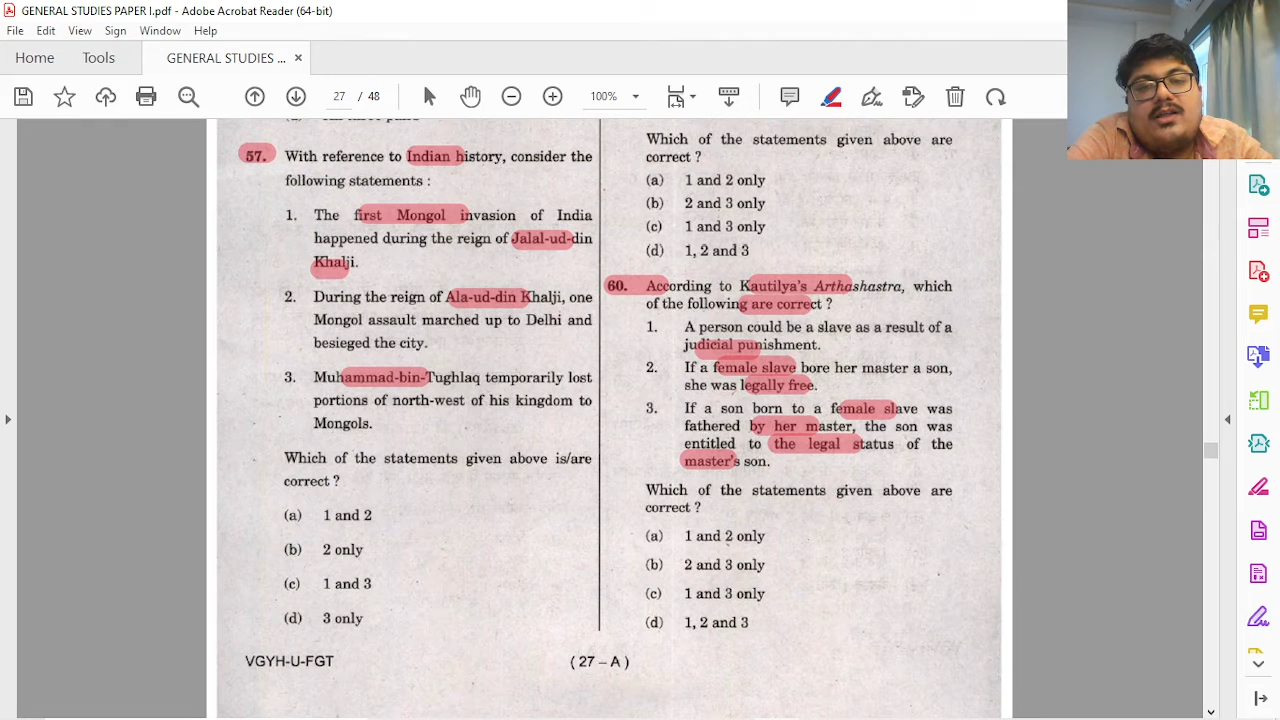 GENERAL STUDIES PAPER I.pdf - Adobe Acrobat Reader (64-bit)
File Edit View Sign Window Help
Home Tools GENERAL STUDIES ... ×
27 / 48 100%
57. With reference to Indian history, consider the
following statements :
1. The first Mongol invasion of India
happened during the reign of Jalal-ud-din
Khalji.
2. During the reign of Ala-ud-din Khalji, one
Mongol assault marched up to Delhi and
besieged the city.
3. Muhammad-bin-Tughlaq temporarily lost
portions of north-west of his kingdom to
Mongols.
Which of the statements given above is/are
correct ?
(a) 1 and 2
(b) 2 only
(c) 1 and 3
(d) 3 only
VGYH-U-FGT
Which of the statements given above are
correct ?
(a) 1 and 2 only
(b) 2 and 3 only
(c) 1 and 3 only
(d) 1, 2 and 3
60. According to Kautilya's Arthashastra, which
of the following are correct ?
1. A person could be a slave as a result of a
judicial punishment.
2. If a female slave bore her master a son,
she was legally free.
3. If a son born to a female slave was
fathered by her master, the son was
entitled to the legal status of the
master's son.
Which of the statements given above are
correct ?
(a) 1 and 2 only
(b) 2 and 3 only
(c) 1 and 3 only
(d) 1, 2 and 3
( 27 – A )